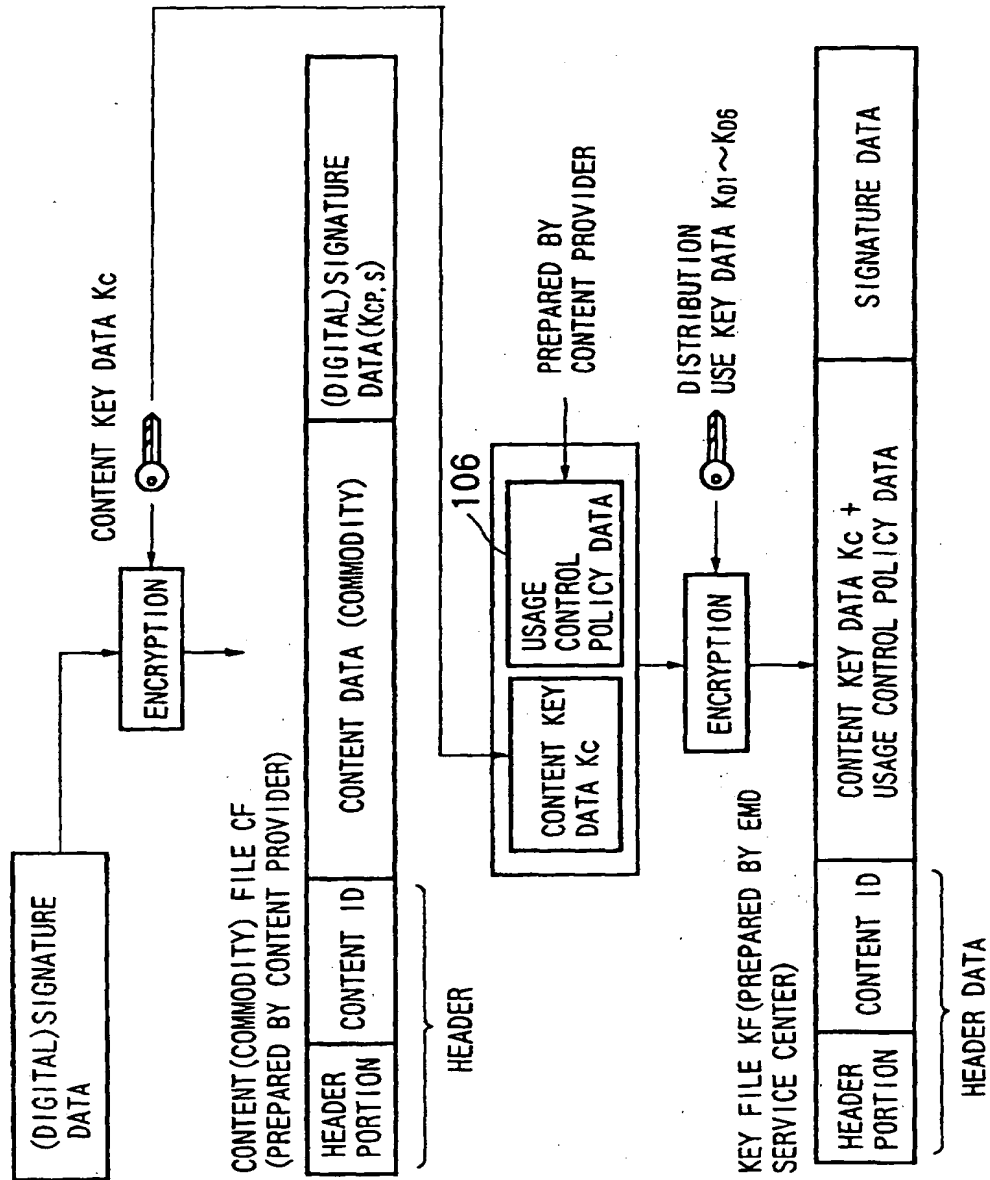 (DIGITAL)SIGNATURE
DATA
ENCRYPTION
CONTENT KEY DATA Kc
CONTENT(COMMODITY) FILE CF
(PREPARED BY CONTENT PROVIDER)
HEADER
PORTION
CONTENT ID
CONTENT DATA (COMMODITY)
(DIGITAL)SIGNATURE
DATA(KCP,S)
HEADER
CONTENT KEY
DATA Kc
USAGE
CONTROL
POLICY DATA
106
PREPARED BY
CONTENT PROVIDER
ENCRYPTION
DISTRIBUTION
USE KEY DATA KD1~KD6
KEY FILE KF(PREPARED BY EMD
SERVICE CENTER)
HEADER
PORTION
CONTENT ID
CONTENT KEY DATA Kc +
USAGE CONTROL POLICY DATA
SIGNATURE DATA
HEADER DATA